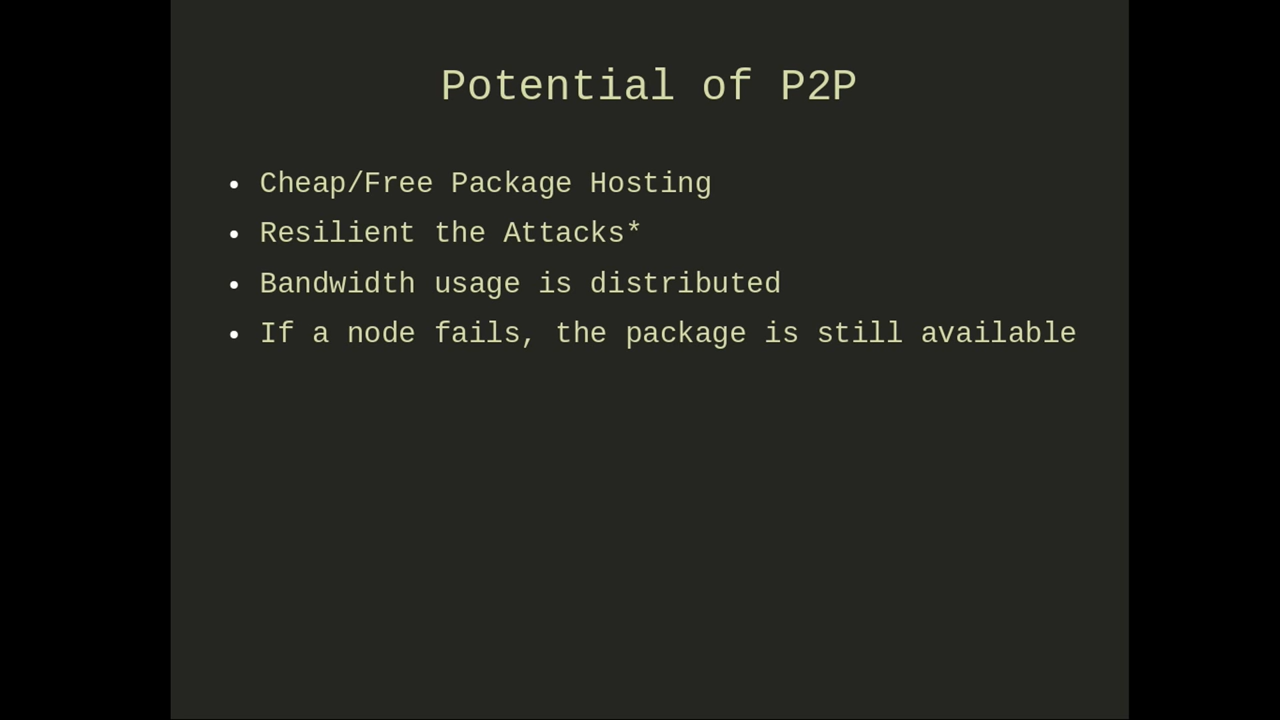 Potential of P2P
• Cheap/Free Package Hosting
• Resilient the Attacks*
• Bandwidth usage is distributed
• If a node fails, the package is still available